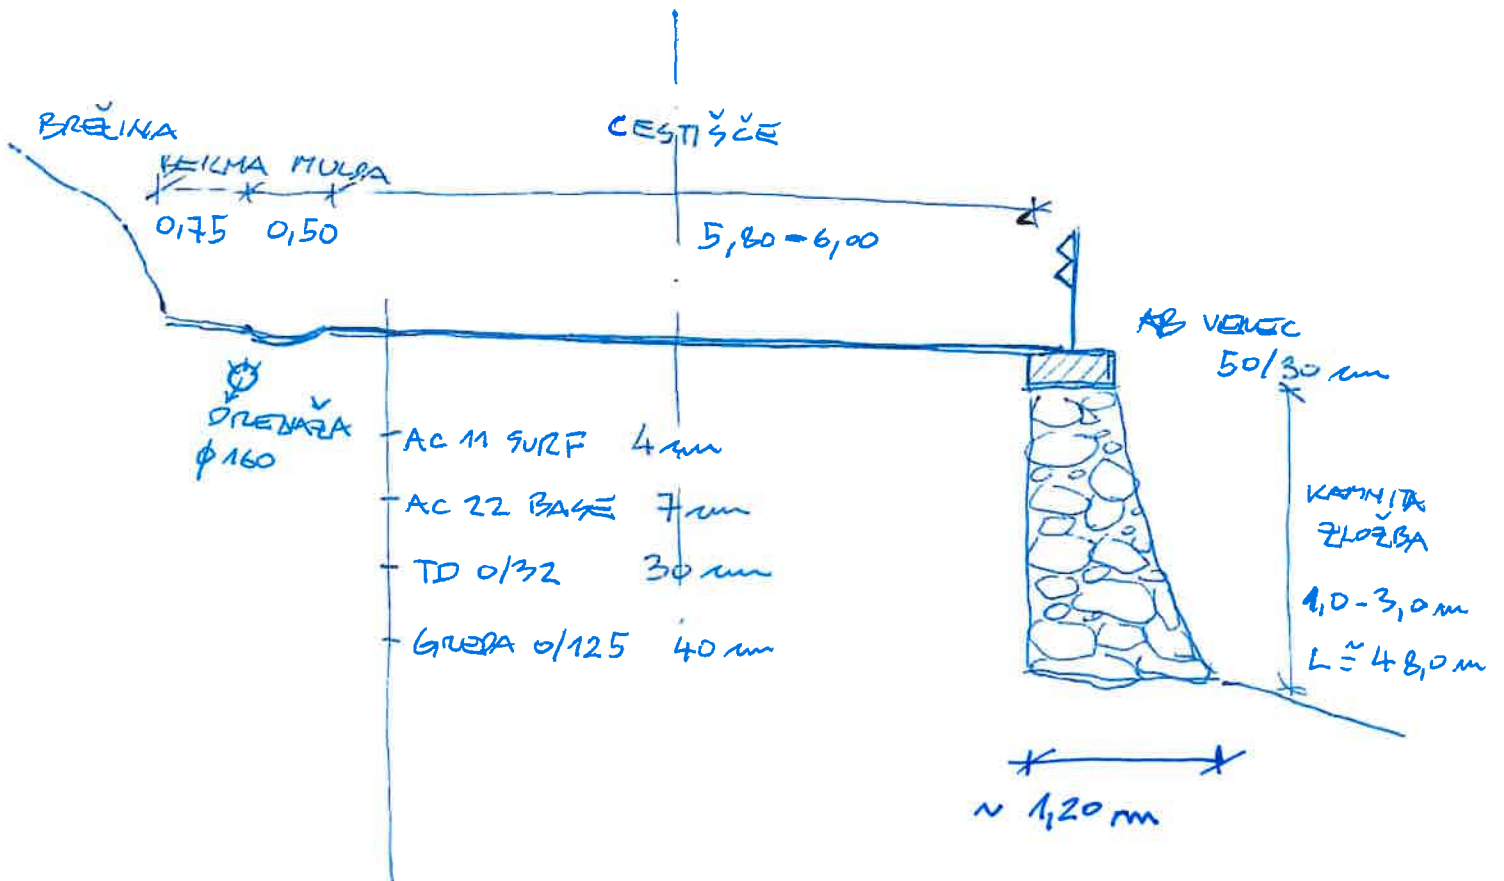 BREŽINA
CESTIŠČE
BERMA MULDA
0,75 0,50
5,80-6,00
AB VENEC
50/30 cm
DRENAŽA
φ160
AC 11 SURF 4 cm
AC 22 BASE 7 cm
TD 0/32 30 cm
GREDA 0/125 40 cm
KAMNITA
ZLOŽBA
1,0-3,0 m
L ≅ 48,0 m
~ 1,20 m